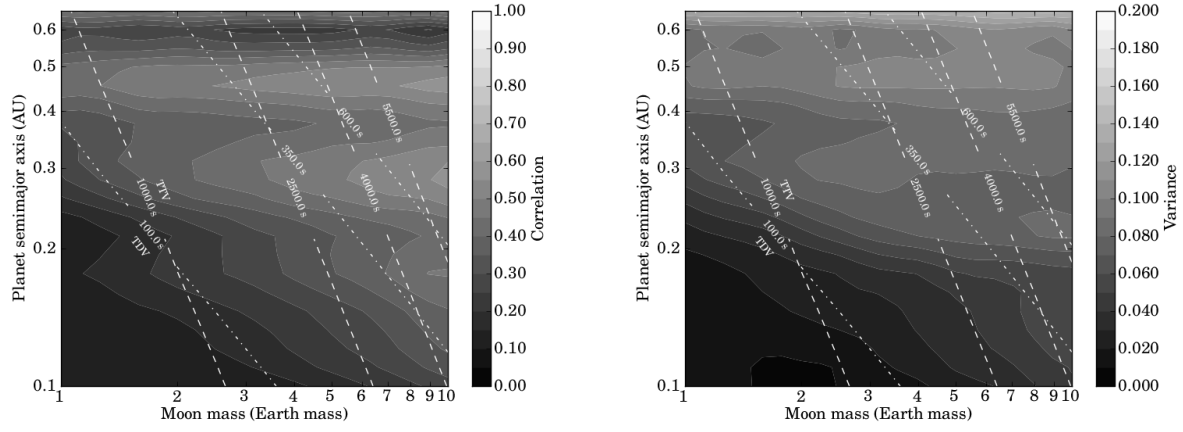 0.6
0.5
0.4
0.3
0.2
0.1
Planet semimajor axis (AU)
1 2 3 4 5 6 7 8 9 10
Moon mass (Earth mass)
TTV
1000.0 s
100.0 s
TDV
350.0 s
2500.0 s
600.0 s
4000.0 s
5500.0 s
1.00
0.90
0.80
0.70
0.60
0.50
0.40
0.30
0.20
0.10
0.00
Correlation
0.6
0.5
0.4
0.3
0.2
0.1
Planet semimajor axis (AU)
1 2 3 4 5 6 7 8 9 10
Moon mass (Earth mass)
TTV
1000.0 s
100.0 s
TDV
350.0 s
2500.0 s
600.0 s
4000.0 s
5500.0 s
0.200
0.180
0.160
0.140
0.120
0.100
0.080
0.060
0.040
0.020
0.000
Variance